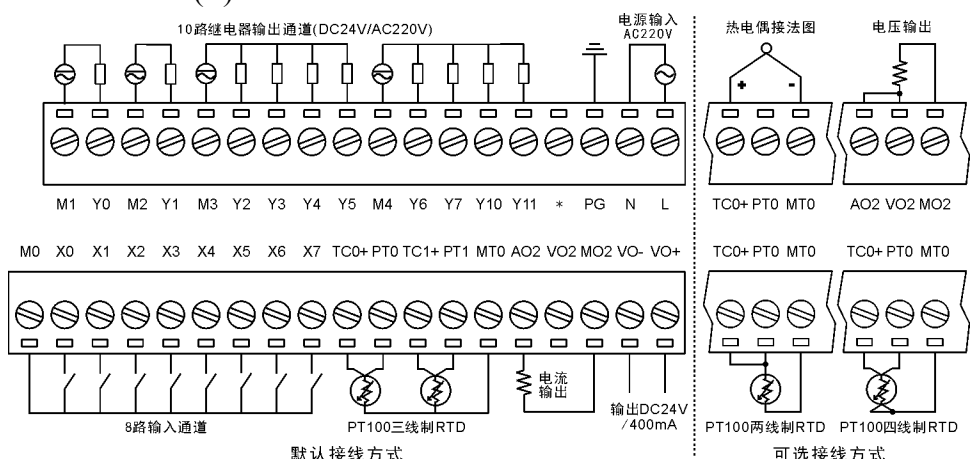 10路继电器输出通道(DC24V/AC220V)
电源输入
AC220V
热电偶接法图
电压输出
+ -
M1 Y0 M2 Y1 M3 Y2 Y3 Y4 Y5 M4 Y6 Y7 Y10 Y11 * PG N L
TC0+ PT0 MT0
AO2 VO2 MO2
M0 X0 X1 X2 X3 X4 X5 X6 X7 TC0+ PT0 TC1+ PT1 MT0 AO2 VO2 MO2 VO- VO+
TC0+ PT0 MT0
TC0+ PT0 MT0
电流
输出
8路输入通道
PT100三线制RTD
输出DC24V
/400mA
PT100两线制RTD
PT100四线制RTD
默认接线方式
可选接线方式